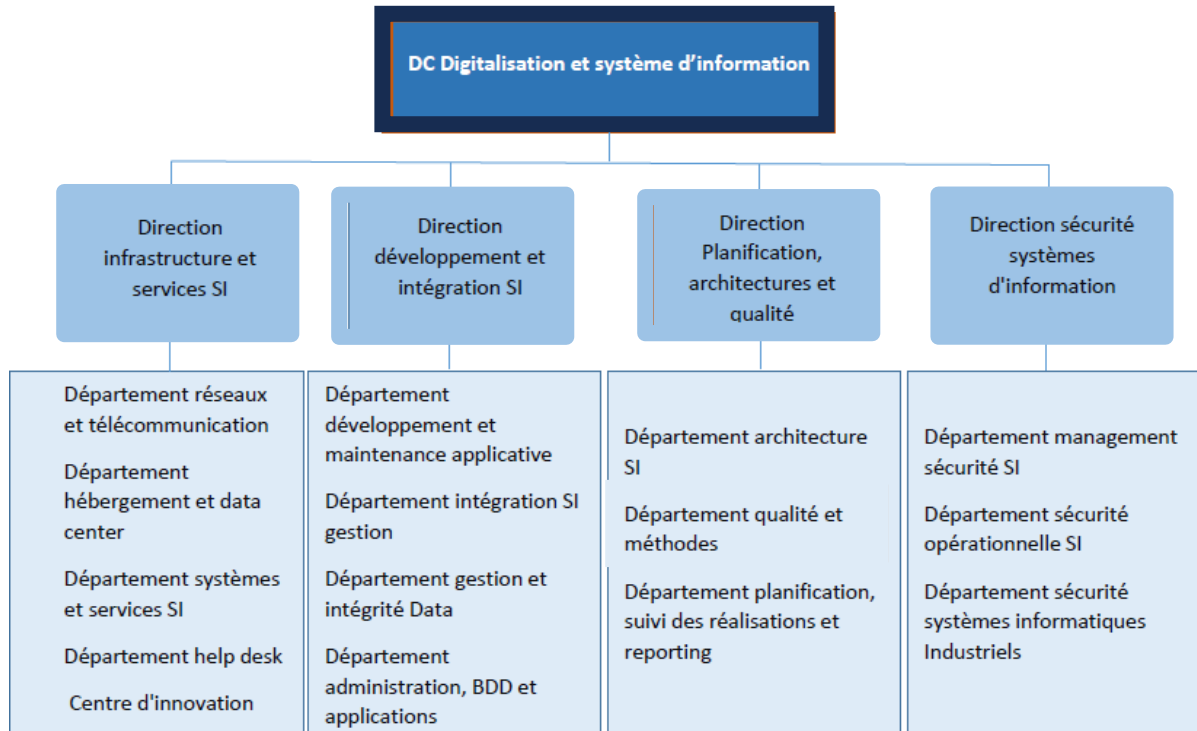 DC Digitalisation et système d’information
Direction
infrastructure et
services SI
Direction
développement et
intégration SI
Direction
Planification,
architectures et
qualité
Direction sécurité
systèmes
d'information
Département réseaux
et télécommunication
Département
hébergement et data
center
Département systèmes
et services SI
Département help desk
Centre d'innovation
Département
développement et
maintenance applicative
Département intégration SI
gestion
Département gestion et
intégrité Data
Département
administration, BDD et
applications
Département architecture
SI
Département qualité et
méthodes
Département planification,
suivi des réalisations et
reporting
Département management
sécurité SI
Département sécurité
opérationnelle SI
Département sécurité
systèmes informatiques
Industriels